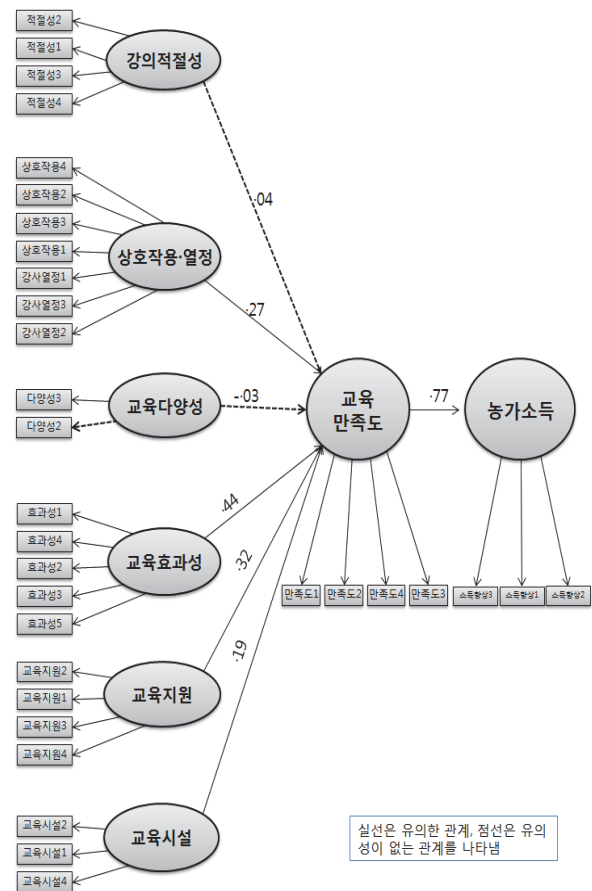 적절성2
적절성1
적절성3
적절성4
강의적절성
·04
상호작용4
상호작용2
상호작용3
상호작용1
강사열정1
강사열정3
강사열정2
상호작용·열정
·27
다양성3
다양성2
교육다양성
-·03
교육
만족도
·77
농가소득
효과성1
효과성4
효과성2
효과성3
효과성5
교육효과성
·44
만족도1
만족도2
만족도4
만족도3
소득향상3
소득향상1
소득향상2
교육지원2
교육지원1
교육지원3
교육지원4
교육지원
·32
교육시설2
교육시설1
교육시설4
교육시설
·19
실선은 유의한 관계, 점선은 유의
성이 없는 관계를 나타냄